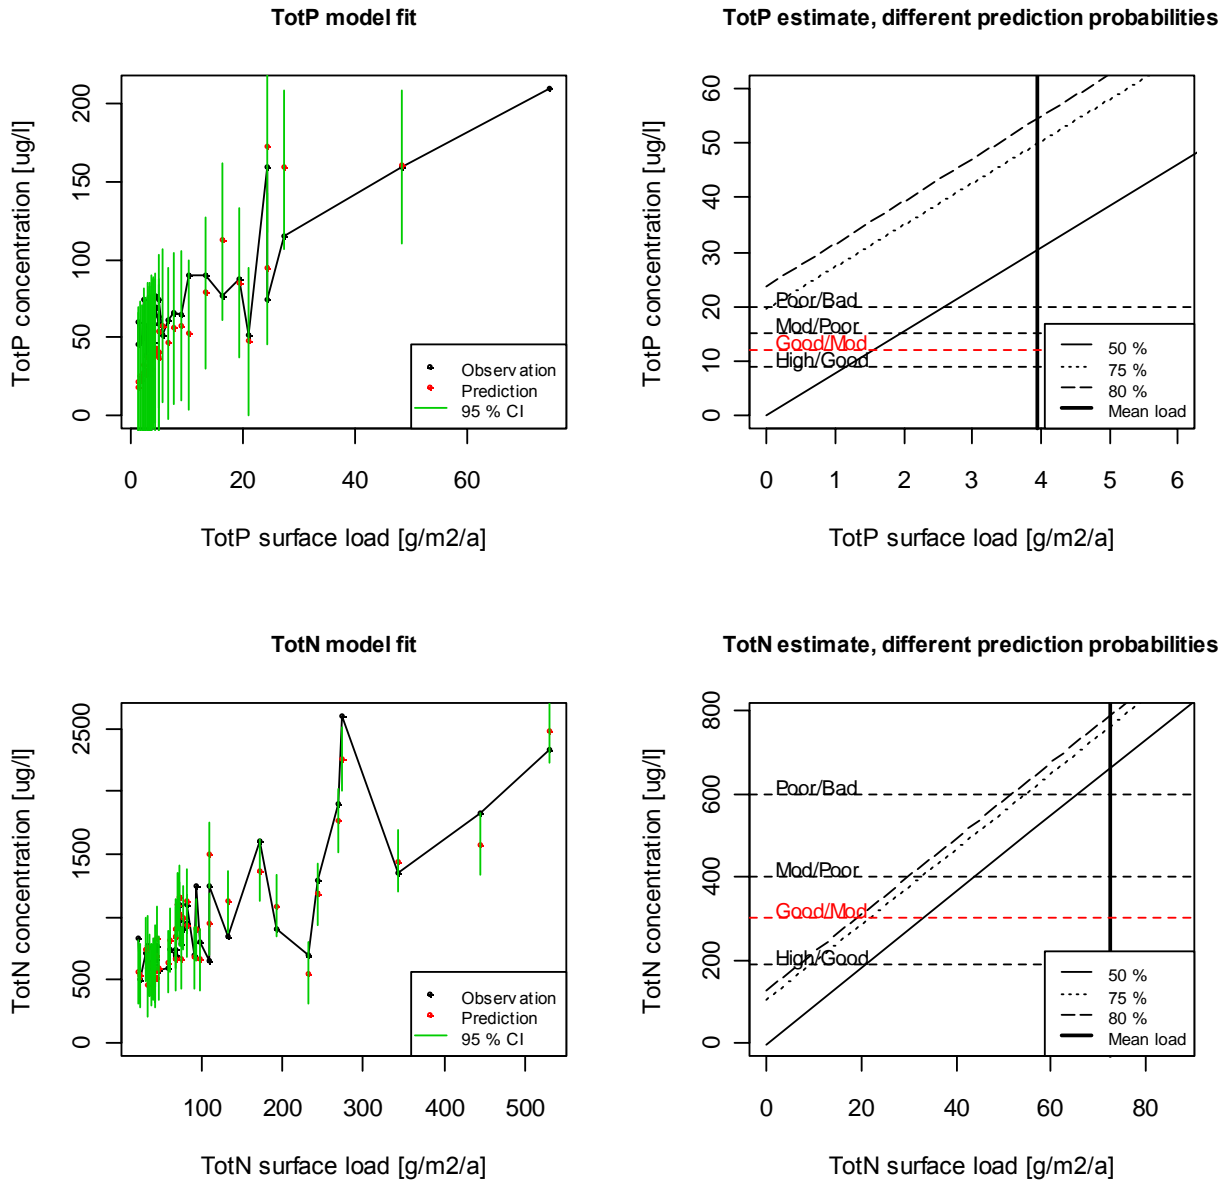 TotP model fit
TotP concentration [ug/l]
0
50
100
150
200
0
20
40
60
TotP surface load [g/m2/a]
Observation
Prediction
95 % CI
TotP estimate, different prediction probabilities
TotP concentration [ug/l]
0
10
20
30
40
50
60
Poor/Bad
Mod/Poor
Good/Mod
High/Good
0
1
2
3
4
5
6
TotP surface load [g/m2/a]
50 %
75 %
80 %
Mean load
TotN model fit
TotN concentration [ug/l]
0
500
1500
2500
100
200
300
400
500
TotN surface load [g/m2/a]
Observation
Prediction
95 % CI
TotN estimate, different prediction probabilities
TotN concentration [ug/l]
0
200
400
600
800
Poor/Bad
Mod/Poor
Good/Mod
High/Good
0
20
40
60
80
TotN surface load [g/m2/a]
50 %
75 %
80 %
Mean load